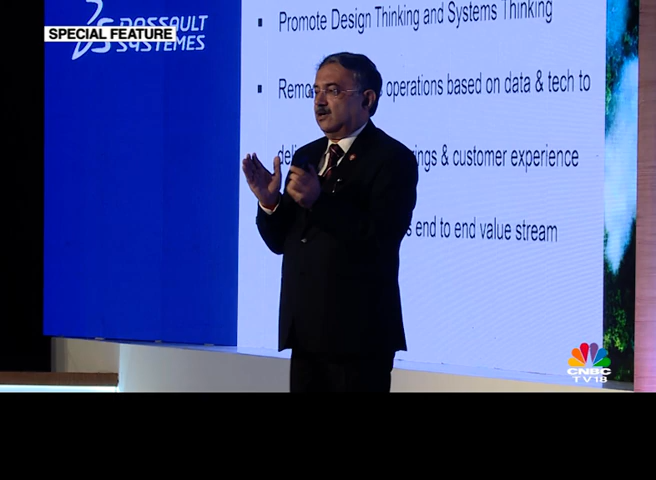 SPECIAL FEATURE
DASSAULT
SYSTEMES
▪ Promote Design Thinking and Systems Thinking
▪ operations based on data & tech to
& customer experience
▪ end to end value stream
CNBC
TV18